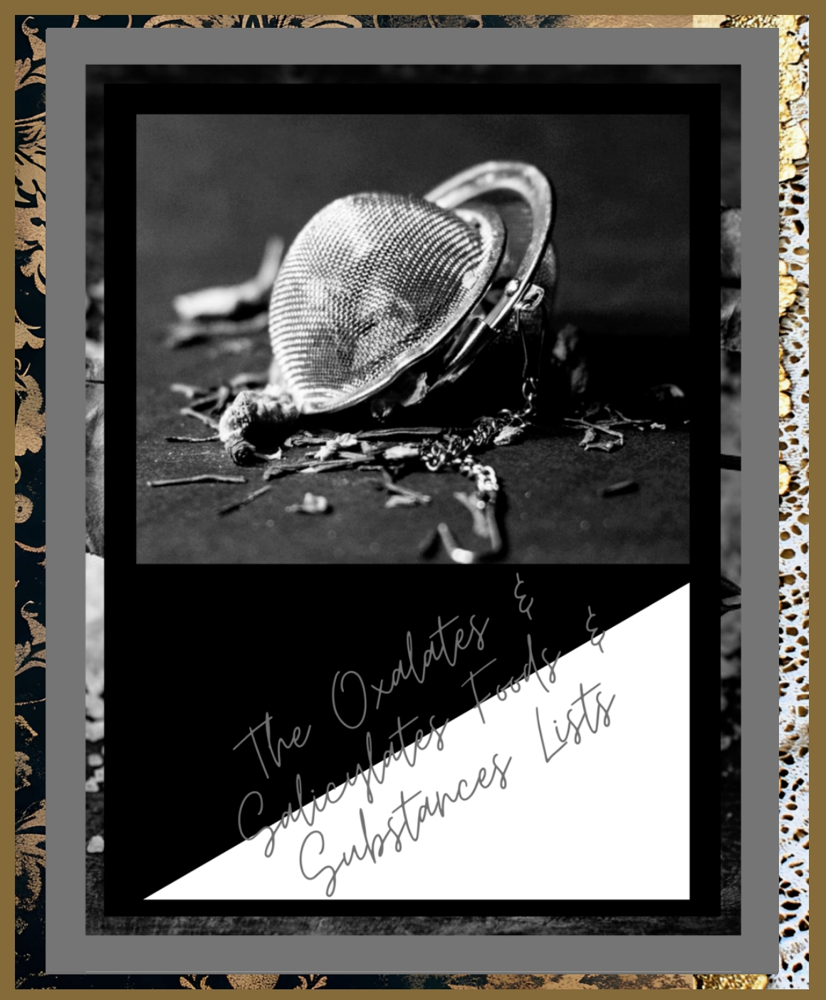 The Oxalates &
Salicylates Foods &
Substances Lists